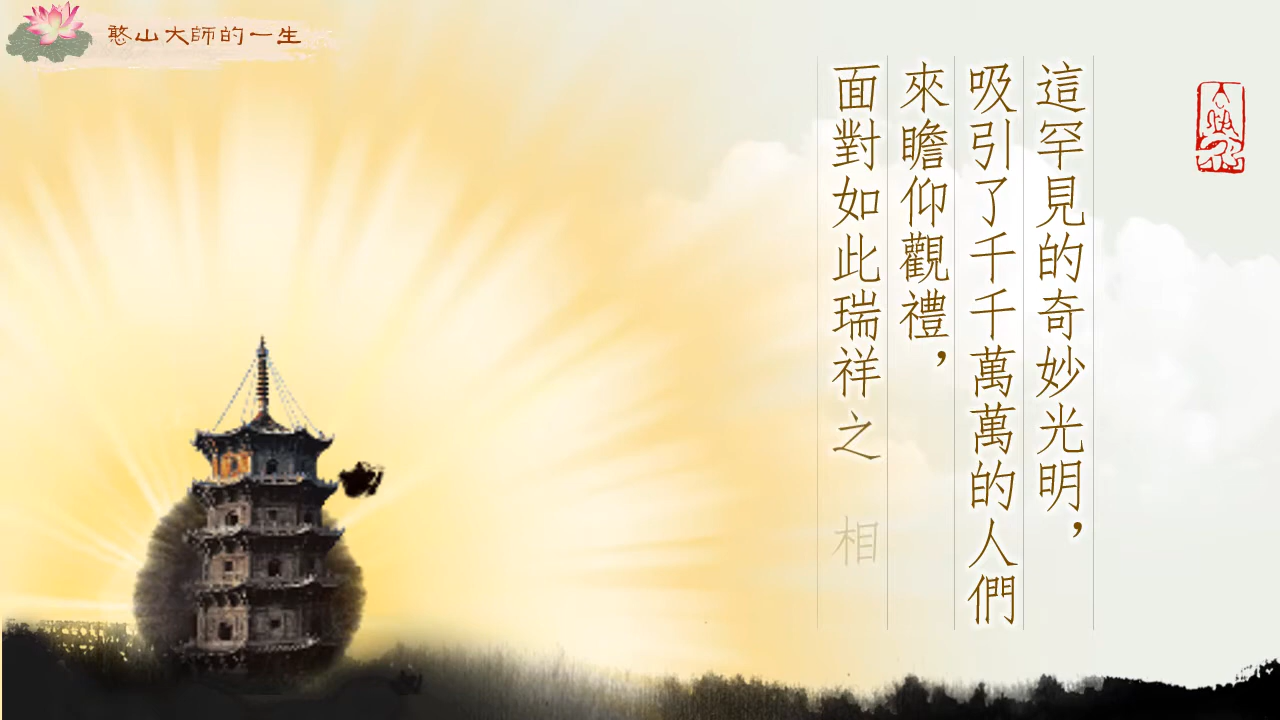 憨山大師的一生
這罕見的奇妙光明，
吸引了千千萬萬的人們
來瞻仰觀禮，
面對如此瑞祥之 相